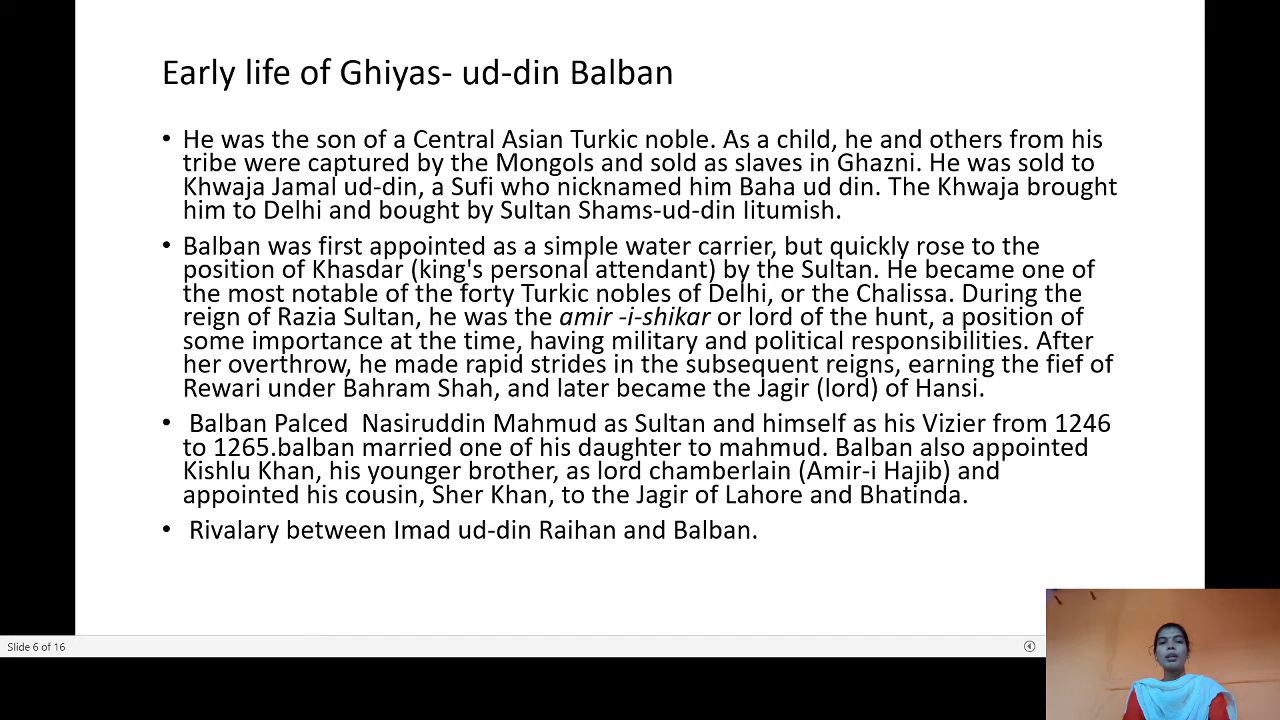 Early life of Ghiyas- ud-din Balban
• He was the son of a Central Asian Turkic noble. As a child, he and others from his
tribe were captured by the Mongols and sold as slaves in Ghazni. He was sold to
Khwaja Jamal ud-din, a Sufi who nicknamed him Baha ud din. The Khwaja brought
him to Delhi and bought by Sultan Shams-ud-din Iitumish.
• Balban was first appointed as a simple water carrier, but quickly rose to the
position of Khasdar (king's personal attendant) by the Sultan. He became one of
the most notable of the forty Turkic nobles of Delhi, or the Chalissa. During the
reign of Razia Sultan, he was the amir -i-shikar or lord of the hunt, a position of
some importance at the time, having military and political responsibilities. After
her overthrow, he made rapid strides in the subsequent reigns, earning the fief of
Rewari under Bahram Shah, and later became the Jagir (lord) of Hansi.
• Balban Palced  Nasiruddin Mahmud as Sultan and himself as his Vizier from 1246
to 1265.balban married one of his daughter to mahmud. Balban also appointed
Kishlu Khan, his younger brother, as lord chamberlain (Amir-i Hajib) and
appointed his cousin, Sher Khan, to the Jagir of Lahore and Bhatinda.
• Rivalary between Imad ud-din Raihan and Balban.
Slide 6 of 16